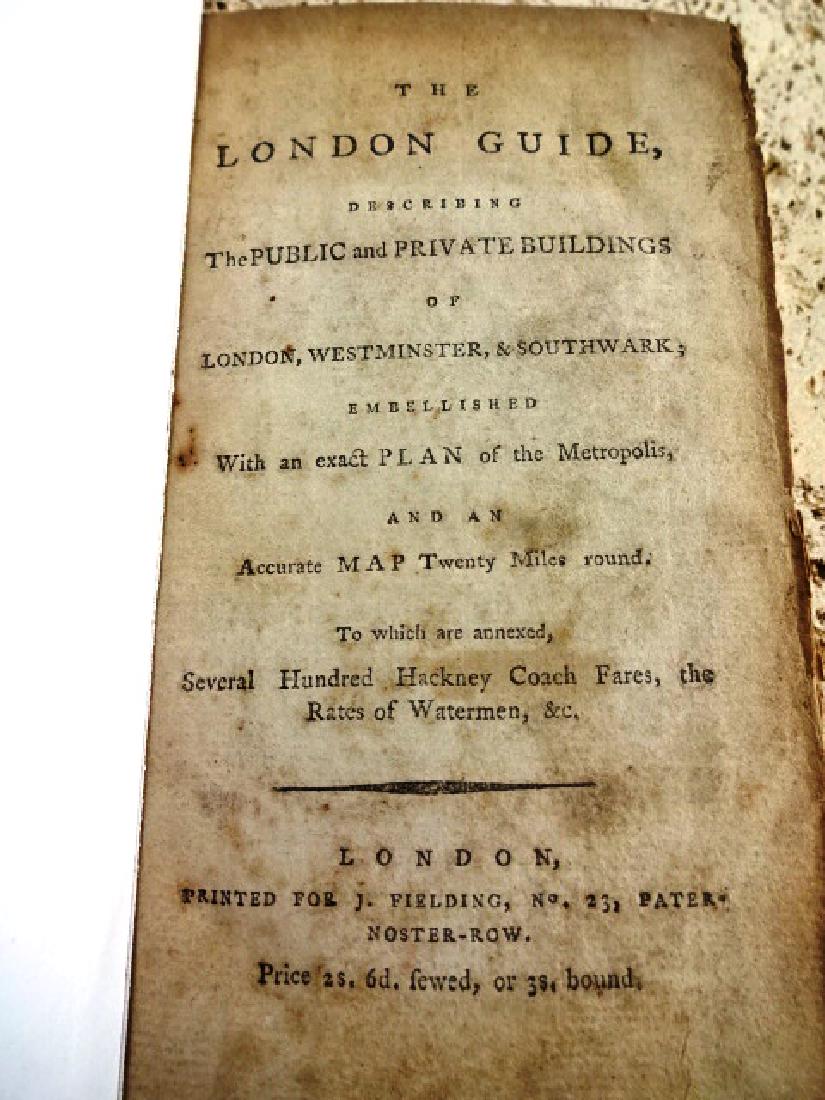 THE
LONDON GUIDE,
DESCRIBING
The PUBLIC and PRIVATE BUILDINGS
OF
LONDON, WESTMINSTER, & SOUTHWARK;
EMBELLISHED
With an exact PLAN of the Metropolis,
AND AN
Accurate MAP Twenty Miles round.
To which are annexed,
Several Hundred Hackney Coach Fares, the
Rates of Watermen, &c.
LONDON,
PRINTED FOR J. FIELDING, No. 23, PATER-
NOSTER-ROW.
Price 2s. 6d. ſewed, or 3s. bound.